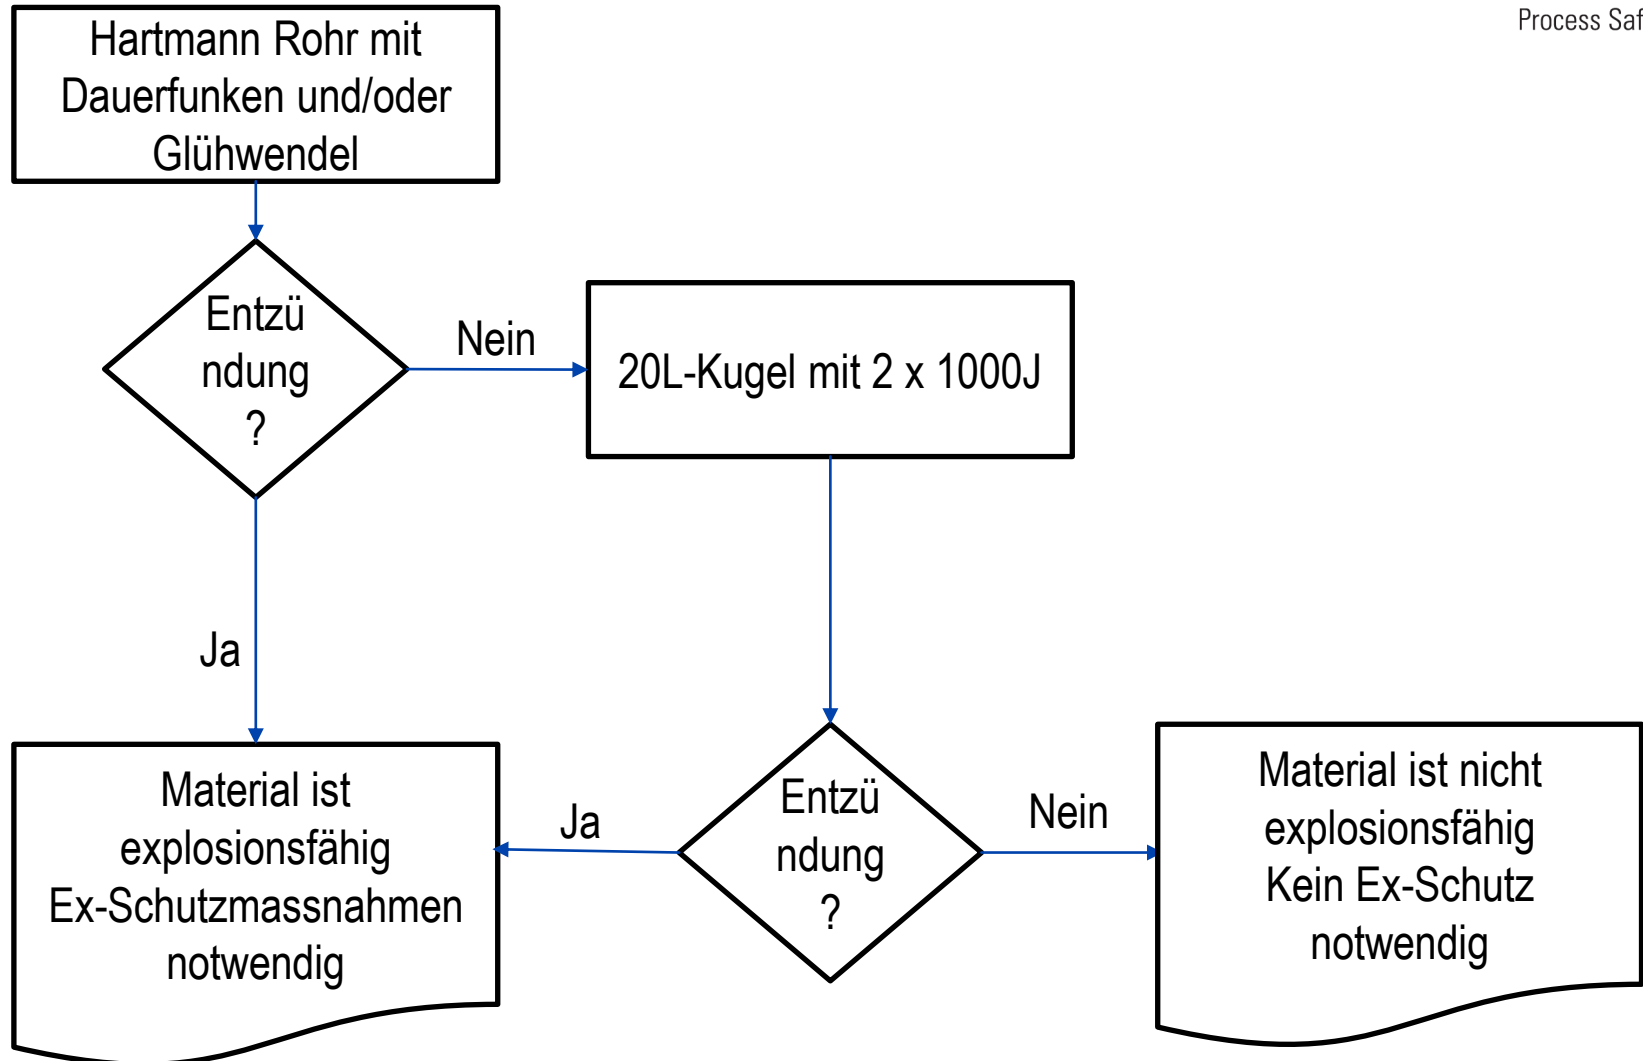 Process Saf
Hartmann Rohr mit
Dauerfunken und/oder
Glühwendel
Entzü
ndung
?
Nein
20L-Kugel mit 2 x 1000J
Ja
Material ist
explosionsfähig
Ex-Schutzmassnahmen
notwendig
Ja
Entzü
ndung
?
Nein
Material ist nicht
explosionsfähig
Kein Ex-Schutz
notwendig